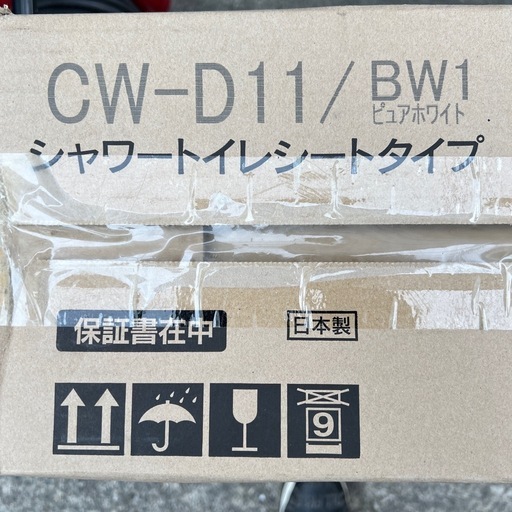 CW-D11/BW1
ピュアホワイト
シャワートイレシートタイプ
保証書在中
日本製
9